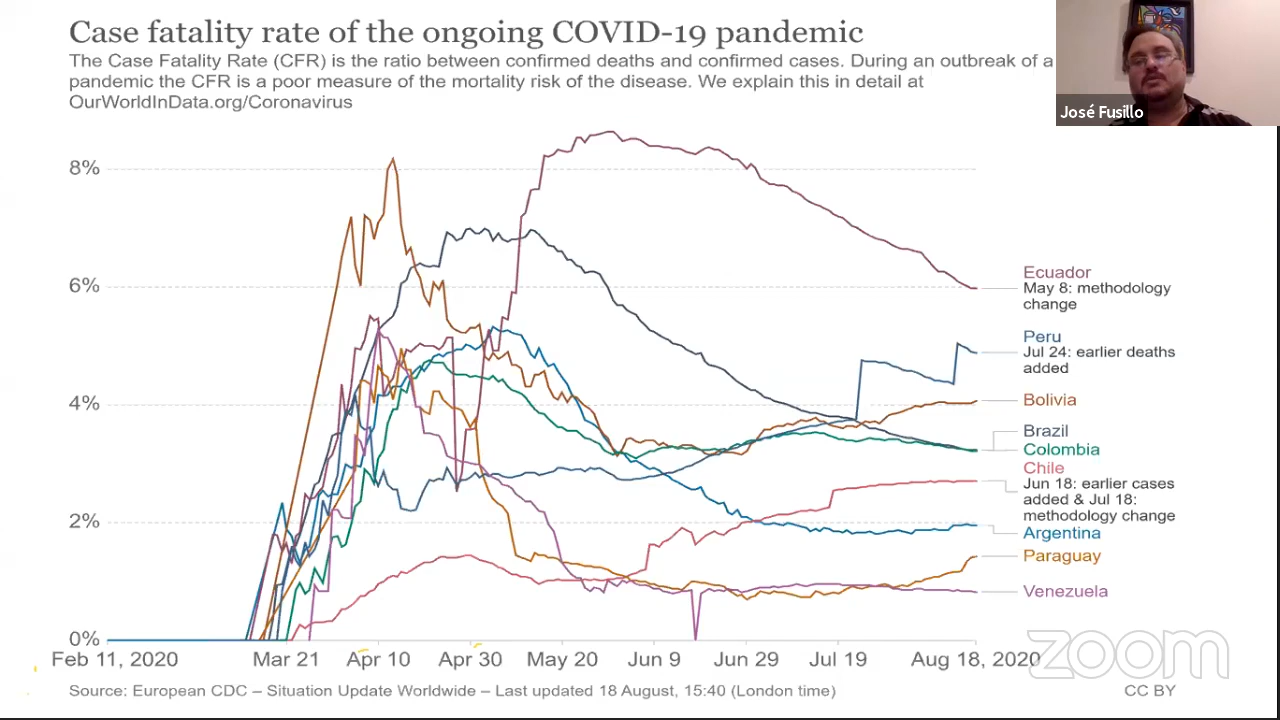 Case fatality rate of the ongoing COVID-19 pandemic
The Case Fatality Rate (CFR) is the ratio between confirmed deaths and confirmed cases. During an outbreak of a
pandemic the CFR is a poor measure of the mortality risk of the disease. We explain this in detail at
OurWorldInData.org/Coronavirus
José Fusillo
8%
6%
4%
2%
0%
Ecuador
May 8: methodology
change
Peru
Jul 24: earlier deaths
added
Bolivia
Brazil
Colombia
Chile
Jun 18: earlier cases
added & Jul 18:
methodology change
Argentina
Paraguay
Venezuela
Feb 11, 2020 Mar 21 Apr 10 Apr 30 May 20 Jun 9 Jun 29 Jul 19 Aug 18, 2020
zoom
Source: European CDC – Situation Update Worldwide – Last updated 18 August, 15:40 (London time)
CC BY